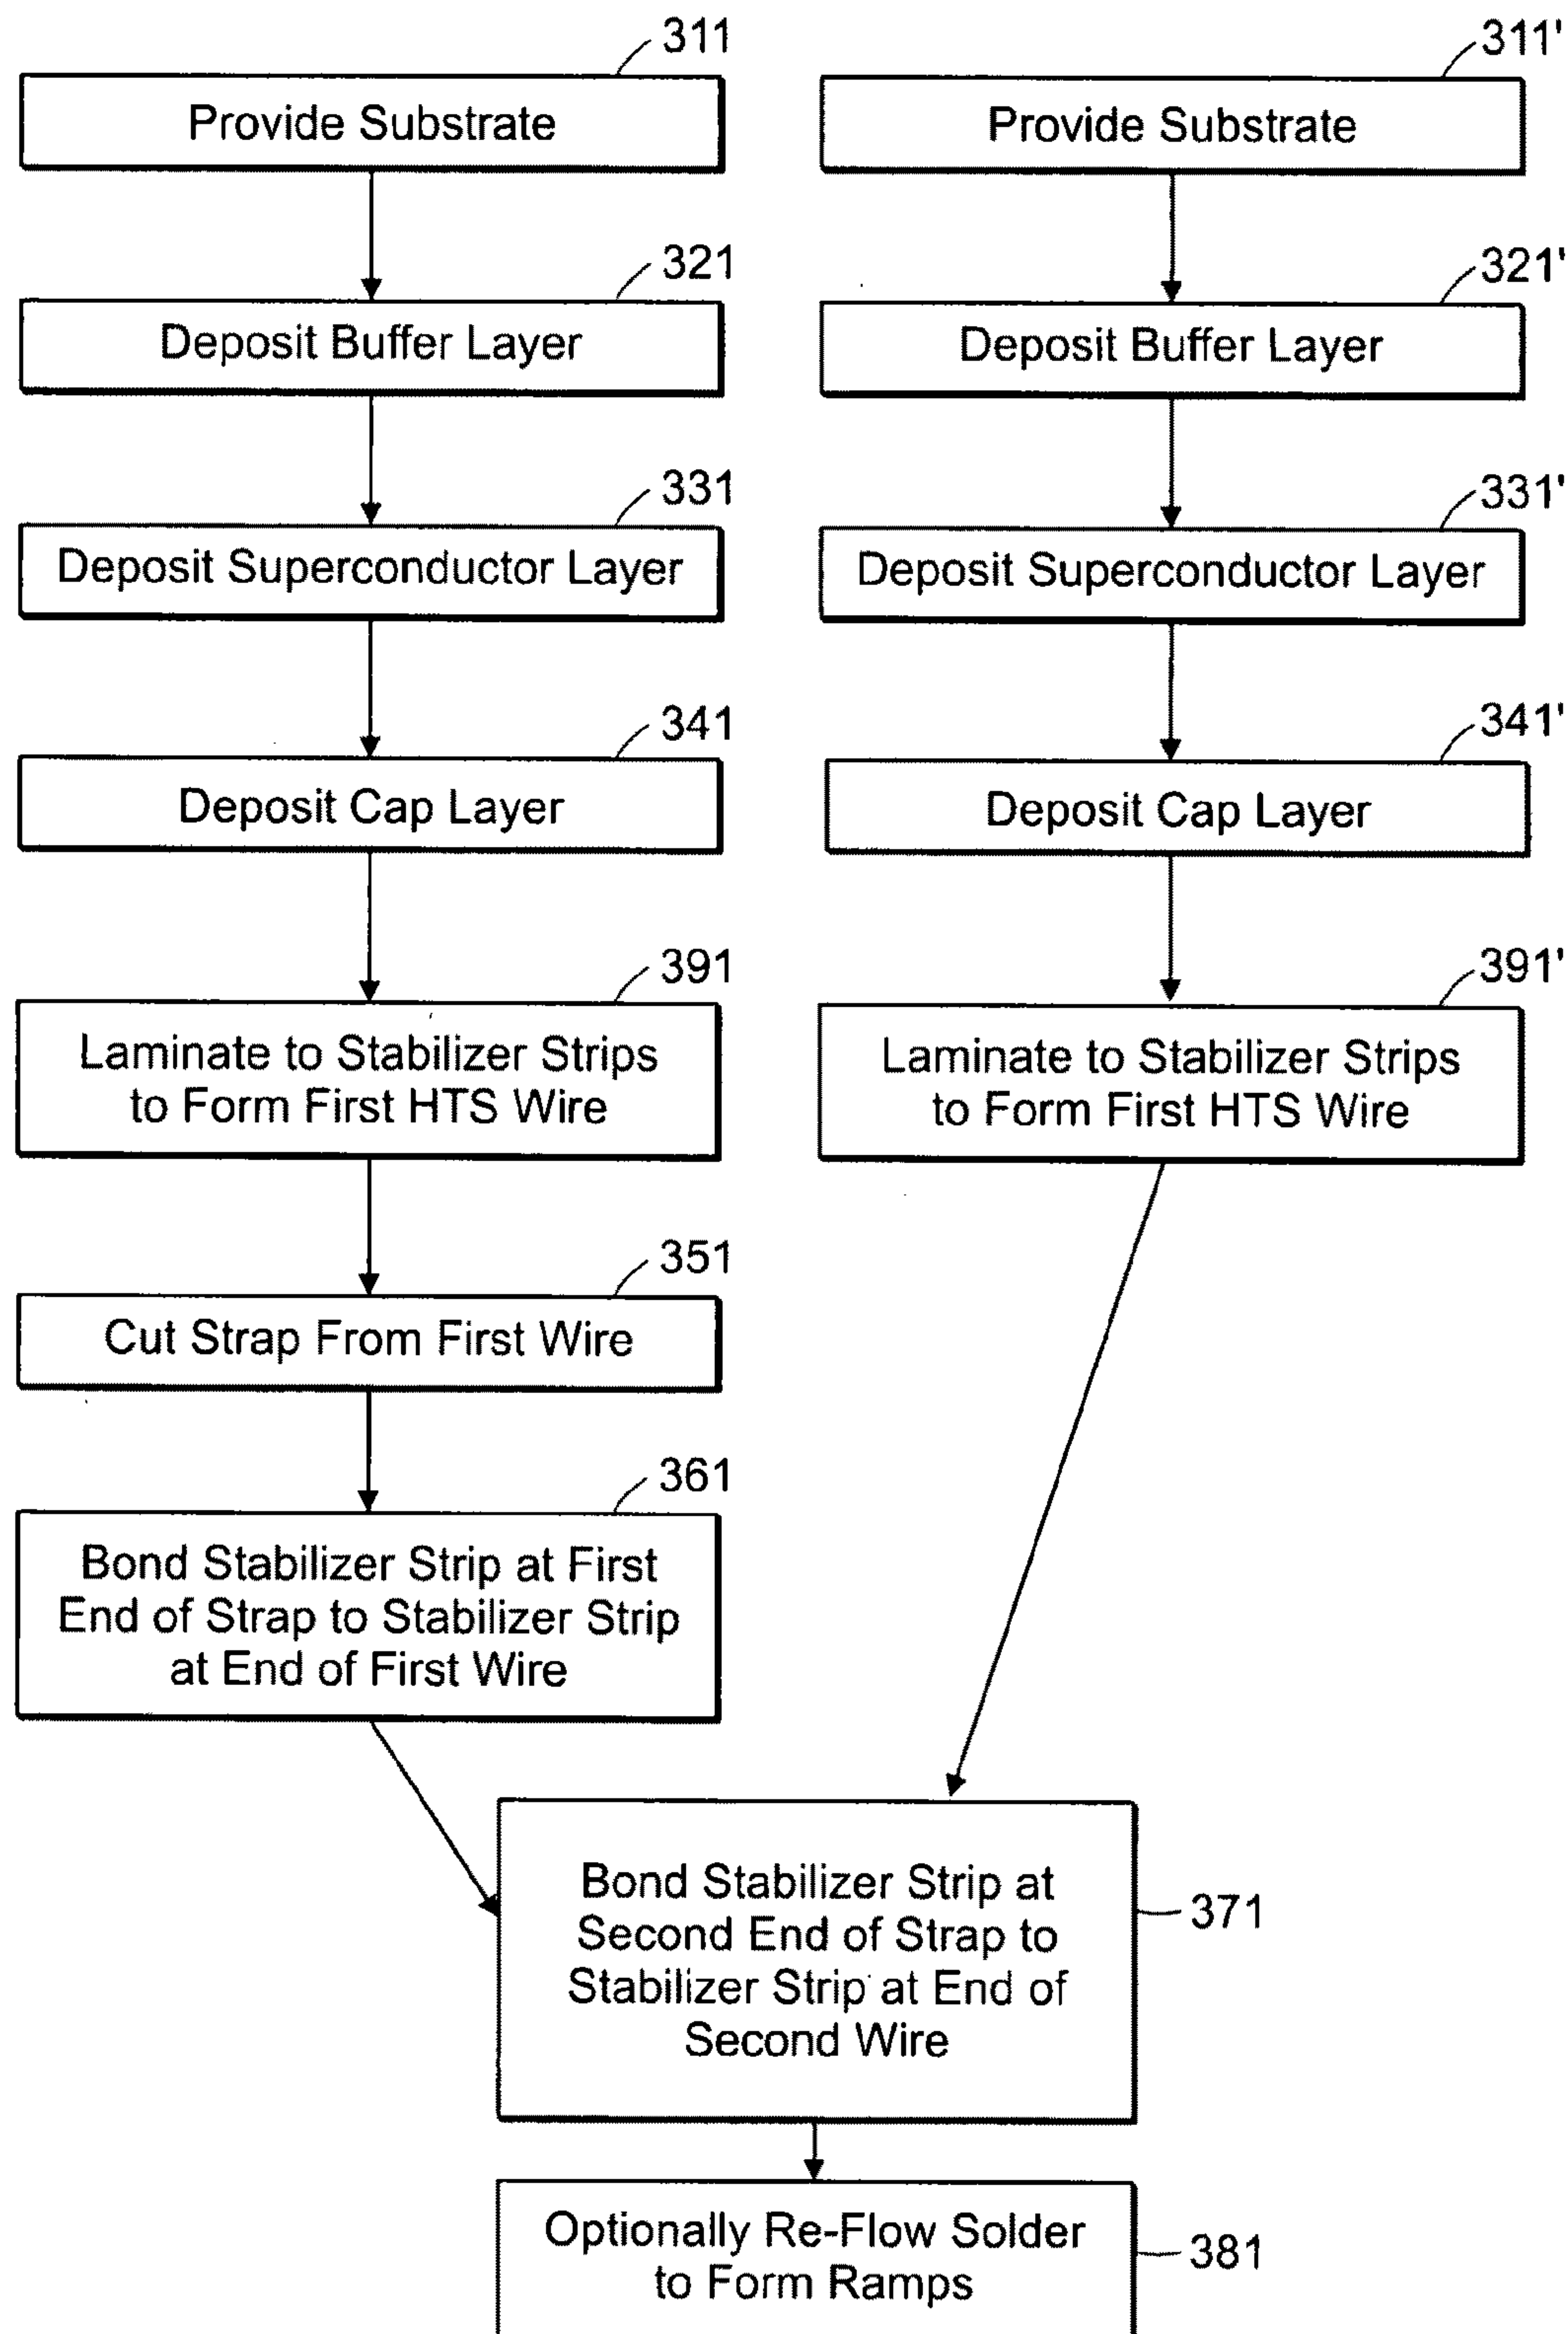 311
Provide Substrate
311'
Provide Substrate
321
Deposit Buffer Layer
321'
Deposit Buffer Layer
331
Deposit Superconductor Layer
331'
Deposit Superconductor Layer
341
Deposit Cap Layer
341'
Deposit Cap Layer
391
Laminate to Stabilizer Strips
to Form First HTS Wire
391'
Laminate to Stabilizer Strips
to Form First HTS Wire
351
Cut Strap From First Wire
361
Bond Stabilizer Strip at First
End of Strap to Stabilizer Strip
at End of First Wire
Bond Stabilizer Strip at
Second End of Strap to
Stabilizer Strip at End of
Second Wire
371
Optionally Re-Flow Solder
to Form Ramps
381